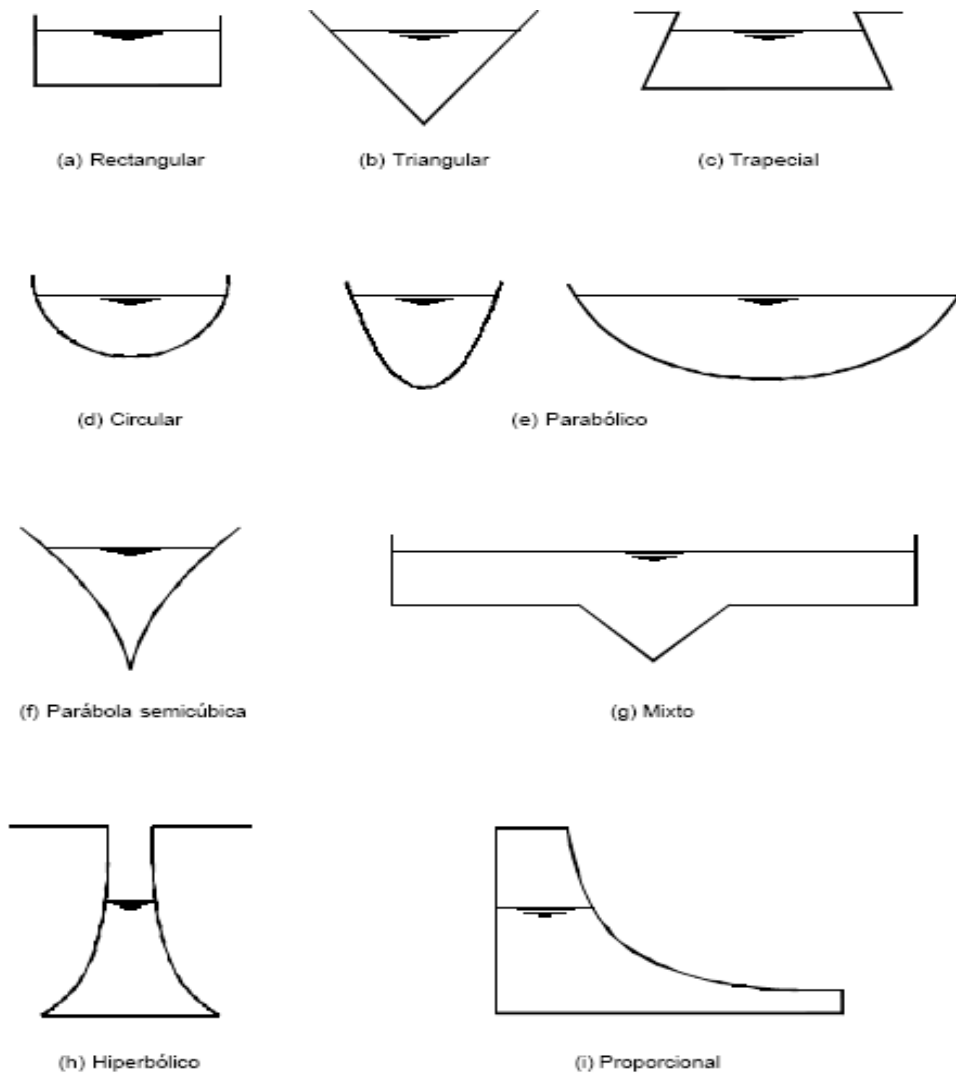 (a) Rectangular
(b) Triangular
(c) Trapecial
(d) Circular
(e) Parabólico
(f) Parábola semicúbica
(g) Mixto
(h) Hiperbólico
(i) Proporcional